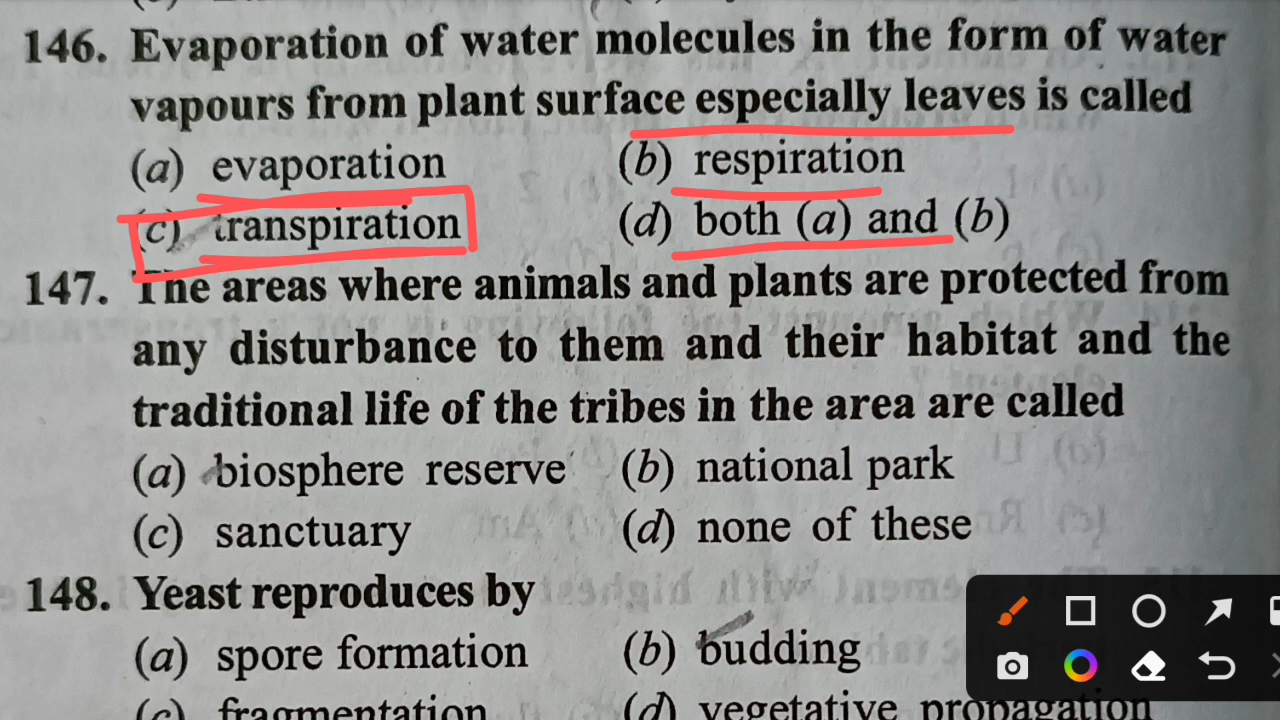 146. Evaporation of water molecules in the form of water
vapours from plant surface especially leaves is called
(a) evaporation (b) respiration
(c) transpiration (d) both (a) and (b)
147. The areas where animals and plants are protected from
any disturbance to them and their habitat and the
traditional life of the tribes in the area are called
(a) biosphere reserve (b) national park
(c) sanctuary (d) none of these
148. Yeast reproduces by
(a) spore formation (b) budding
(c) fragmentation (d) vegetative propagation